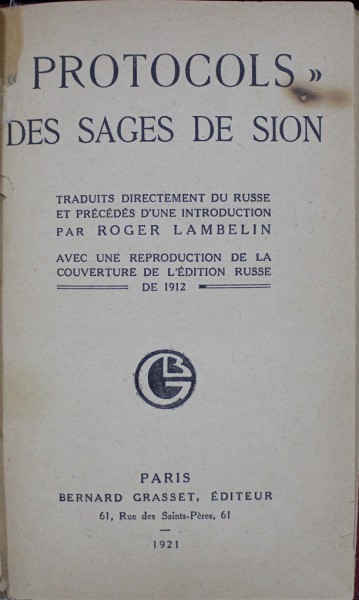 « PROTOCOLS »
DES SAGES DE SION
TRADUITS DIRECTEMENT DU RUSSE
ET PRÉCÉDÉS D'UNE INTRODUCTION
PAR ROGER LAMBELIN
AVEC UNE REPRODUCTION DE LA
COUVERTURE DE L'ÉDITION RUSSE
DE 1912
BG
PARIS
BERNARD GRASSET, ÉDITEUR
61, Rue des Saints-Pères, 61
1921